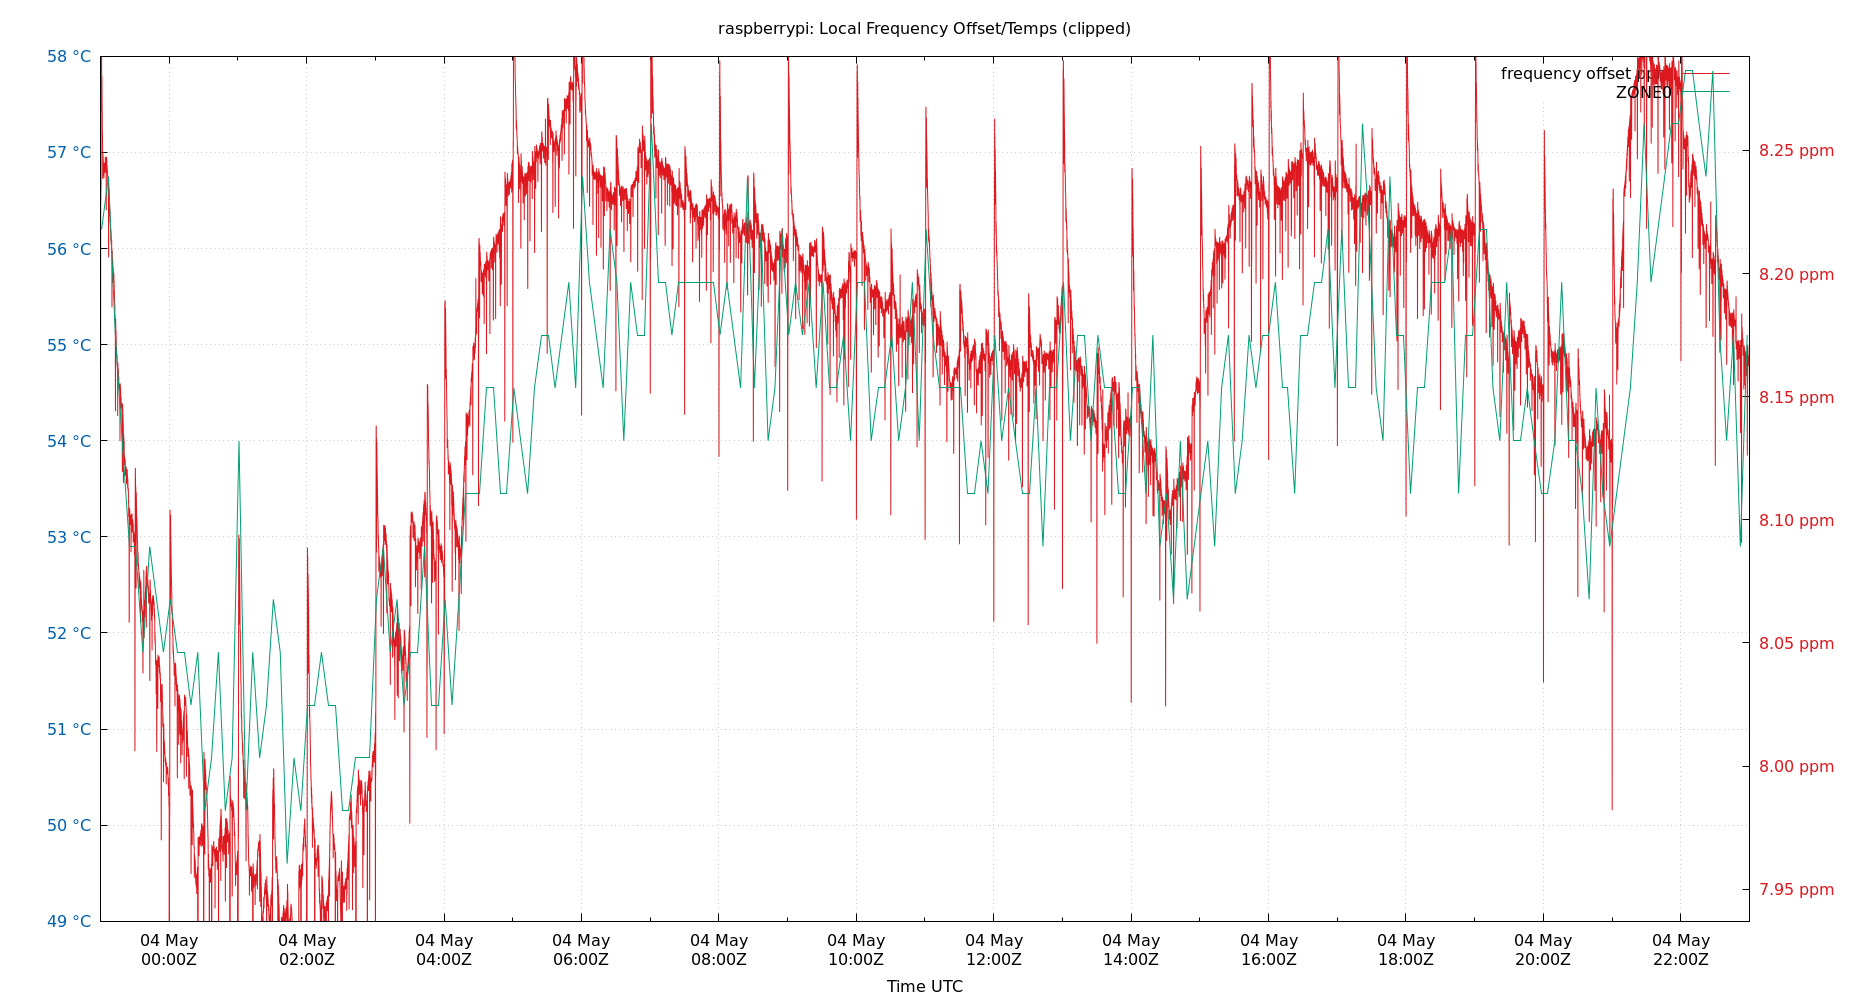 raspberrypi: Local Frequency Offset/Temps (clipped)
58 °C
57 °C
56 °C
55 °C
54 °C
53 °C
52 °C
51 °C
50 °C
49 °C
frequency offset ppm
ZONE0
8.25 ppm
8.20 ppm
8.15 ppm
8.10 ppm
8.05 ppm
8.00 ppm
7.95 ppm
04 May 04 May 04 May 04 May 04 May 04 May 04 May 04 May 04 May 04 May 04 May 04 May
00:00Z 02:00Z 04:00Z 06:00Z 08:00Z 10:00Z 12:00Z 14:00Z 16:00Z 18:00Z 20:00Z 22:00Z
Time UTC